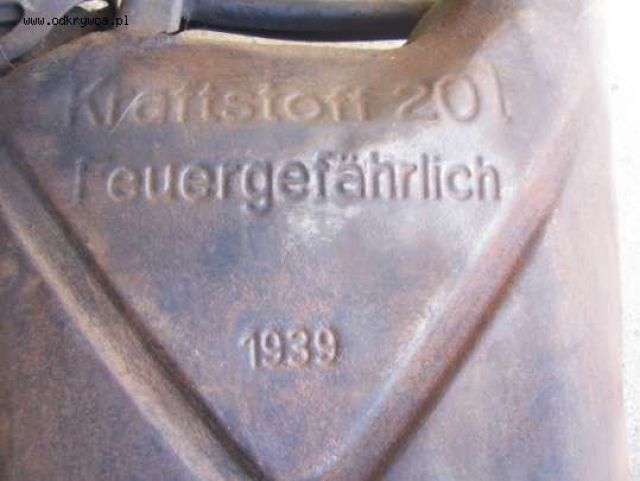 www.odkrywca.pl
Kraftstoff 20 l
Feuergefährlich
1939